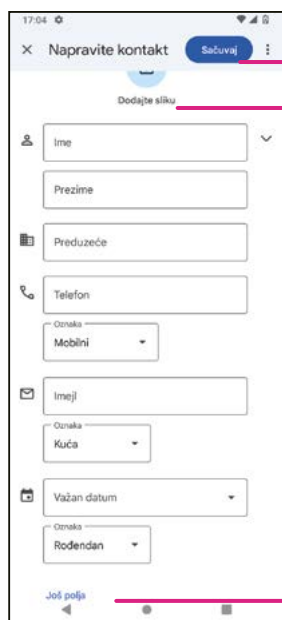 17:04
Napravite kontakt
Sačuvaj
Dodajte sliku
Ime
Prezime
Preduzeće
Telefon
Oznaka
Mobilni
Imejl
Oznaka
Kuća
Važan datum
Oznaka
Rođendan
Još polja